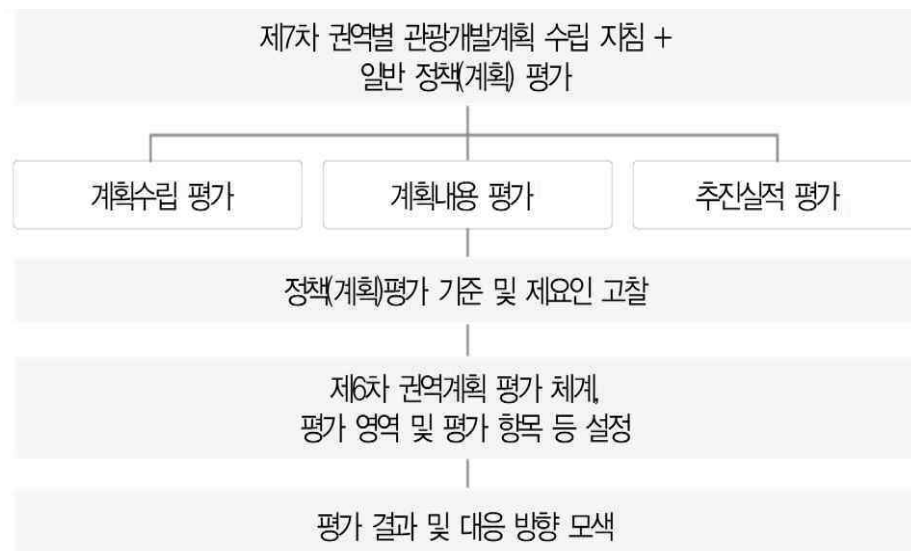 제7차 권역별 관광개발계획 수립 지침 +
일반 정책(계획) 평가
계획수립 평가
계획내용 평가
추진실적 평가
정책(계획)평가 기준 및 제요인 고찰
제6차 권역계획 평가 체계,
평가 영역 및 평가 항목 등 설정
평가 결과 및 대응 방향 모색